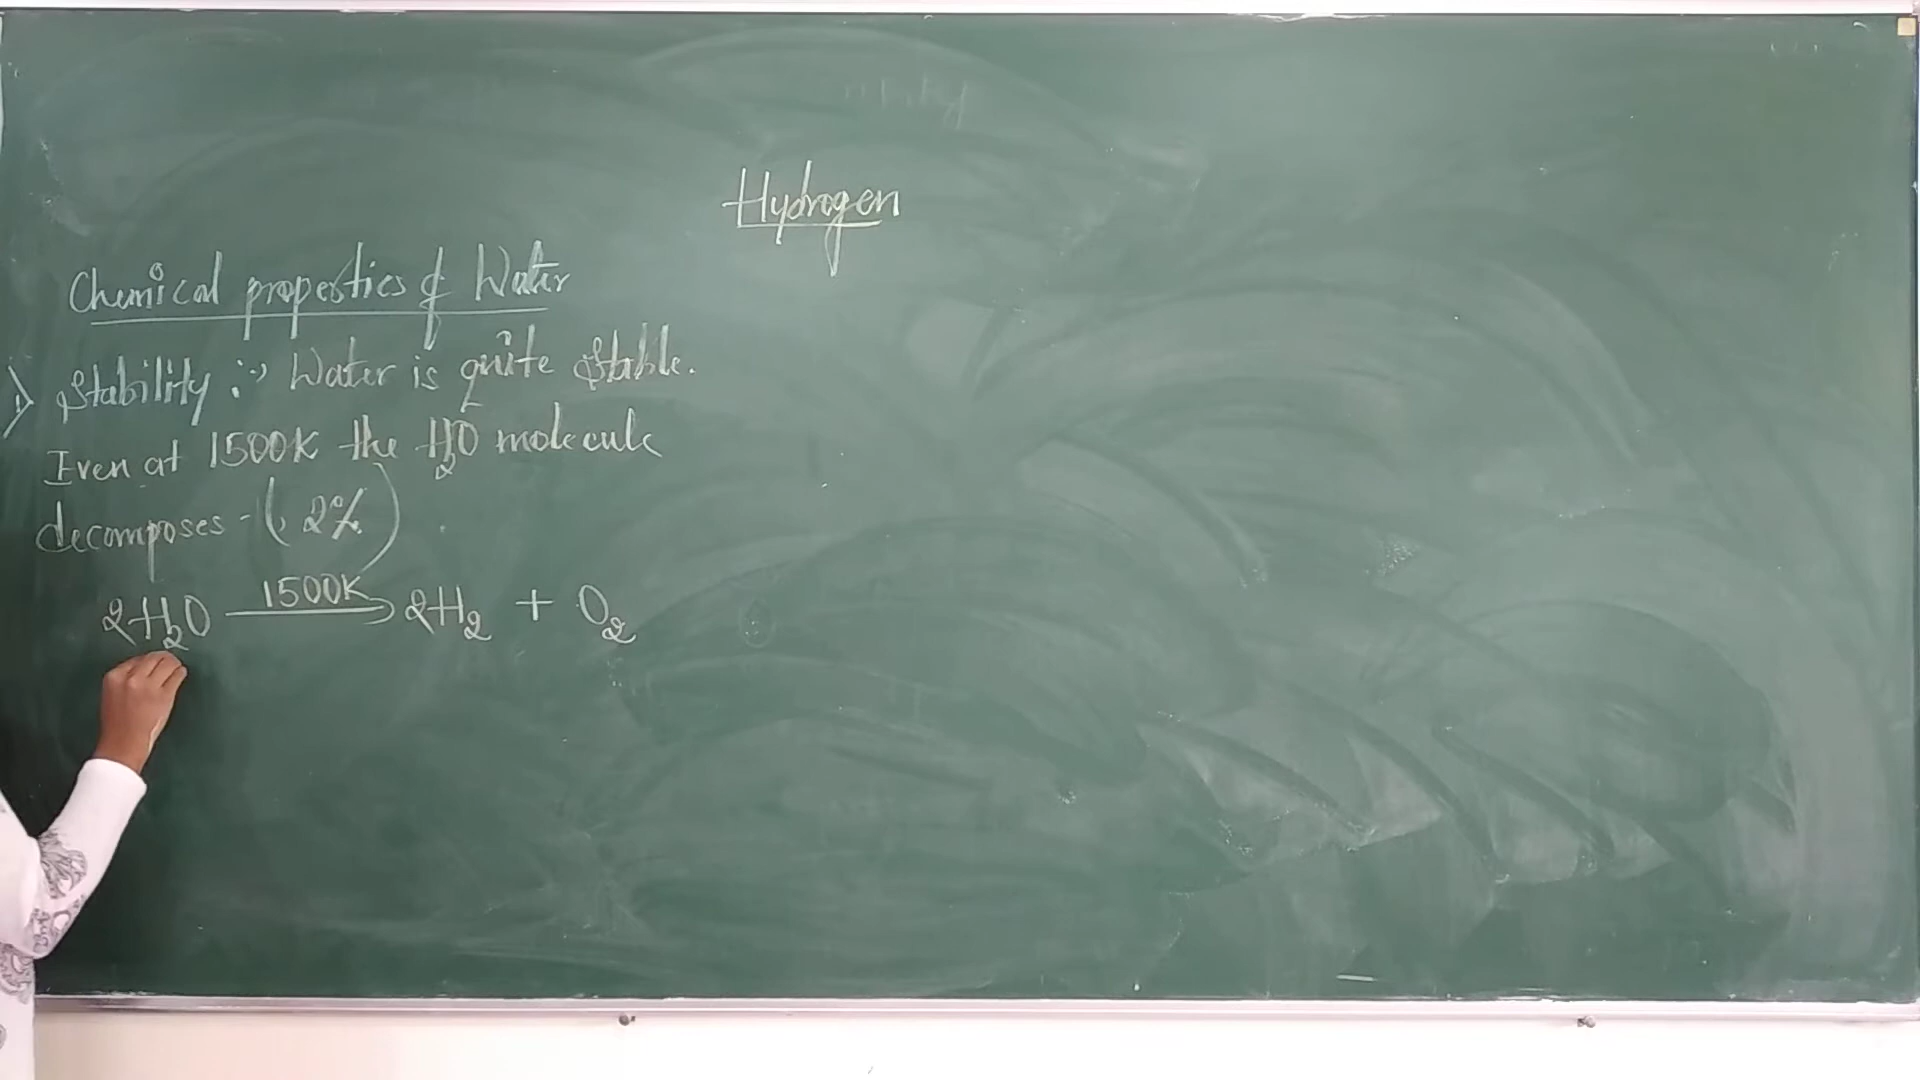 Hydrogen
Chemical properties of Water
1) Stability :-> Water is quite stable.
Even at 1500K the H₂O molecule
decomposes - (2%)
2H₂O 1500K → 2H₂ + O₂